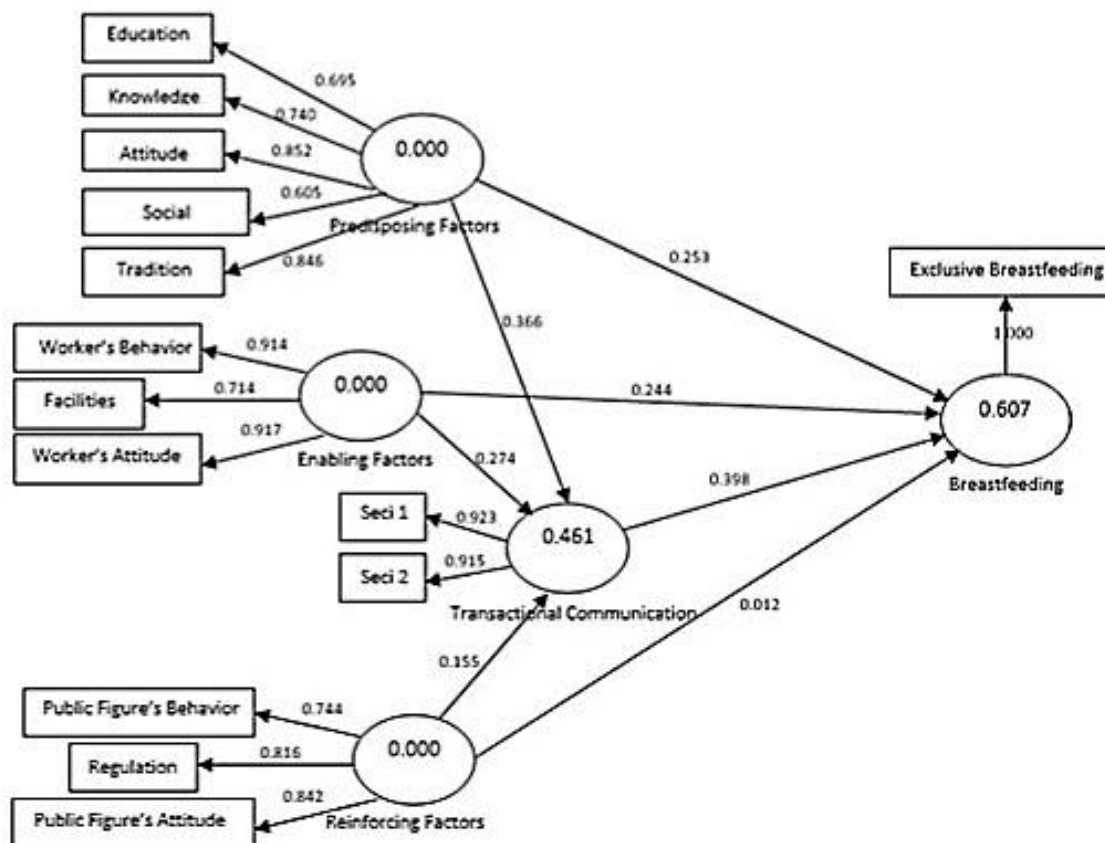 Education
0.695
Knowledge
0.740
0.000
Attitude
0.852
Social
0.605
Predisposing Factors
Tradition
0.846
0.253
Exclusive Breastfeeding
0.366
1.000
Worker's Behavior
0.914
0.000
0.244
Facilities
0.714
0.607
Worker's Attitude
0.917
Enabling Factors
0.274
0.398
Breastfeeding
Seci 1
0.923
0.461
Seci 2
0.915
Transactional Communication
0.012
0.155
Public Figure's Behavior
0.744
0.000
Regulation
0.816
Public Figure's Attitude
0.842
Reinforcing Factors